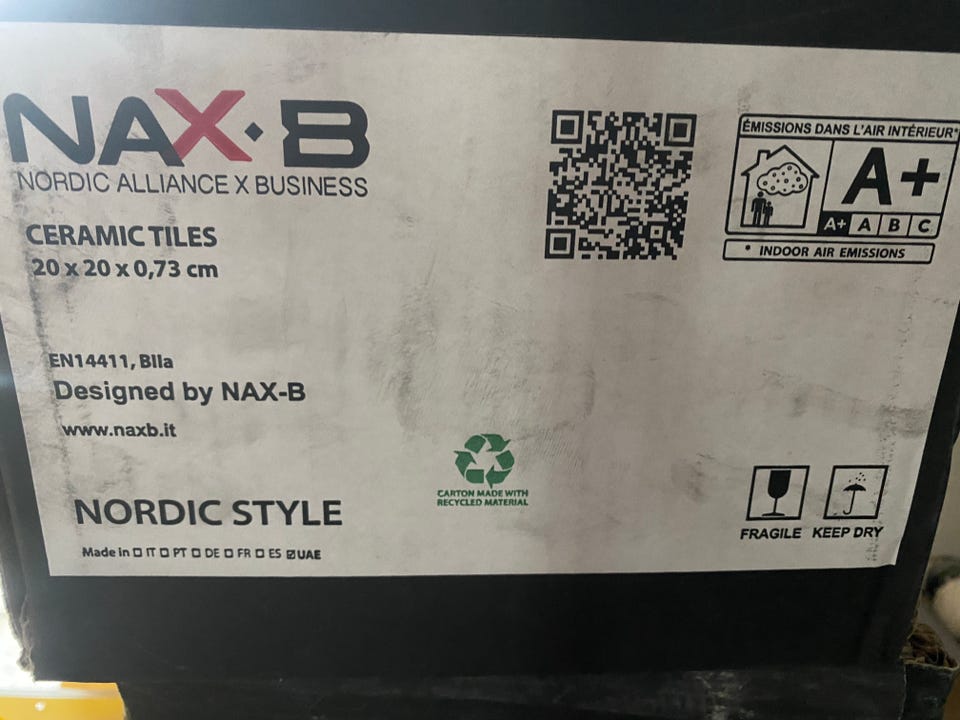 NAX·B
NORDIC ALLIANCE X BUSINESS
CERAMIC TILES
20 x 20 x 0,73 cm
EN14411, BIIa
Designed by NAX-B
www.naxb.it
NORDIC STYLE
Made in ☐ IT ☐ PT ☐ DE ☐ FR ☐ ES ☑ UAE
CARTON MADE WITH
RECYCLED MATERIAL
ÉMISSIONS DANS L'AIR INTÉRIEUR*
A+
A+ A B C
* INDOOR AIR EMISSIONS
FRAGILE KEEP DRY